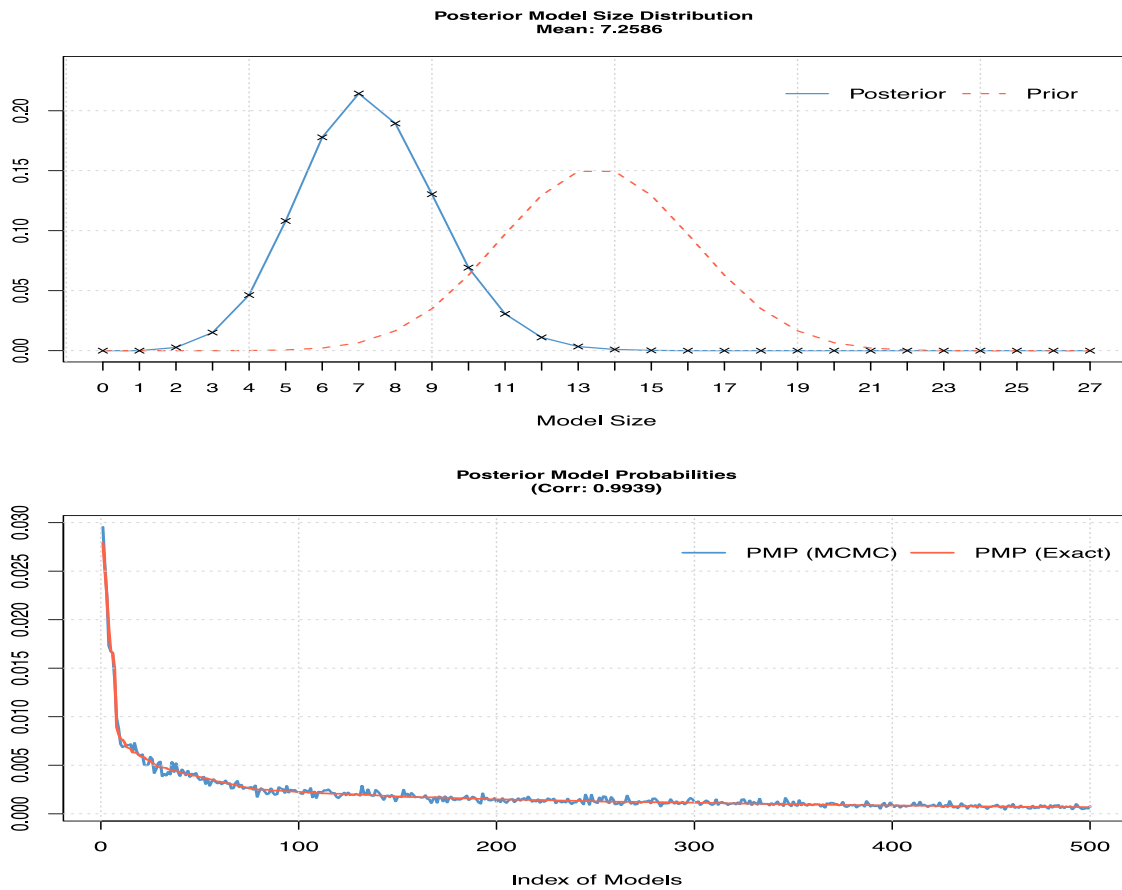 Posterior Model Size Distribution
Mean: 7.2586
Posterior
Prior
0.20
0.15
0.10
0.05
0.00
0 1 2 3 4 5 6 7 8 9 11 13 15 17 19 21 23 25 27
Model Size
Posterior Model Probabilities
(Corr: 0.9939)
PMP (MCMC)
PMP (Exact)
0.030
0.025
0.020
0.015
0.010
0.005
0.000
0 100 200 300 400 500
Index of Models